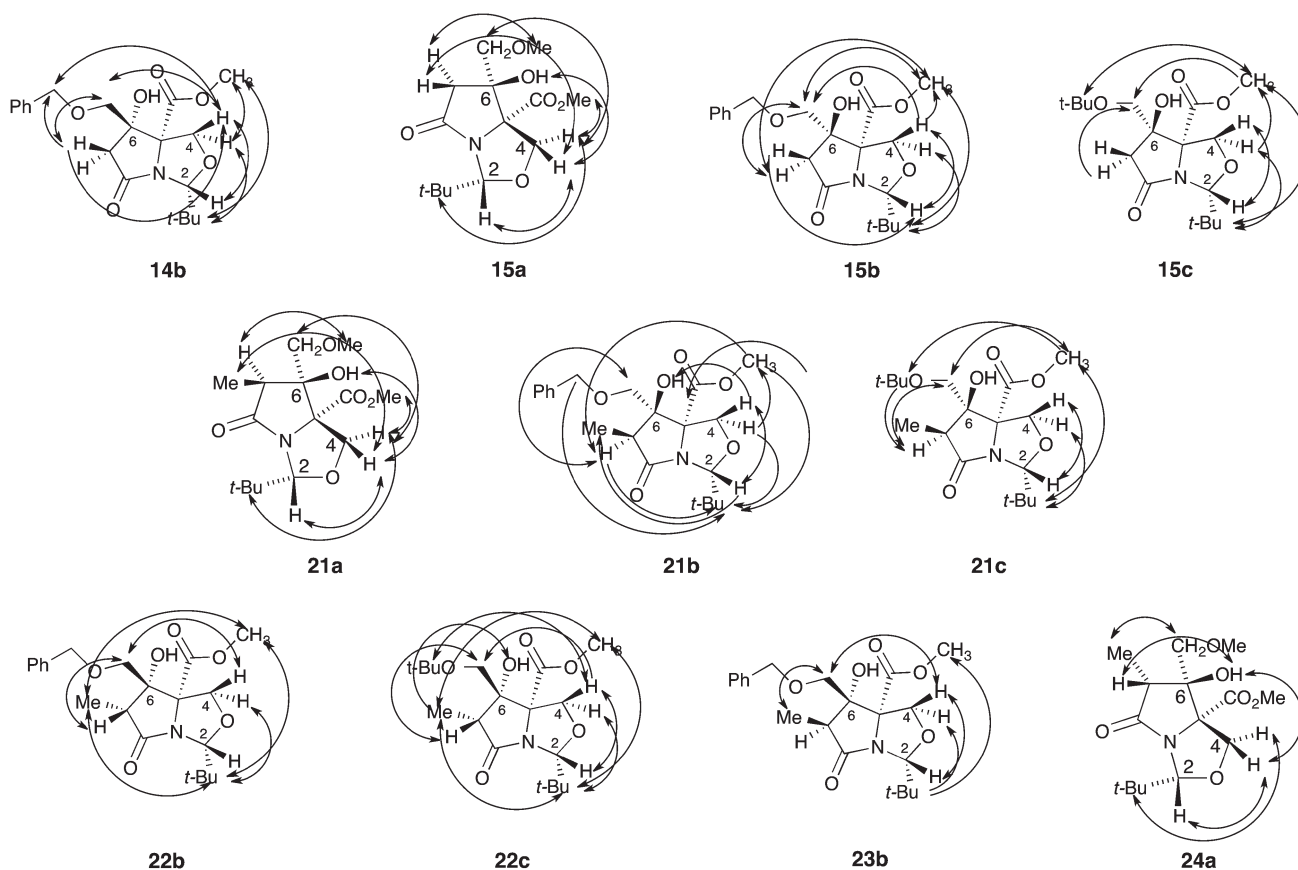 14b
Ph O OH O O CH3 H H H 6 4 H H O N 2 H O t-Bu
15a
H CH2OMe H OH 6 CO2Me O N 4 H H 2 O t-Bu H
15b
O OH O O CH3 H H H 6 4 H H O N 2 H O t-Bu
15c
t-BuO OH O O CH3 H H 6 4 H H O N 2 H O t-Bu
21a
H CH2OMe Me OH 6 CO2Me O N 4 H H 2 O t-Bu H
21b
Ph O OH O O CH3 Me H 6 4 H H O N 2 H O t-Bu
21c
t-BuO OH O O CH3 Me H 6 4 H H O N 2 H O t-Bu
22b
Ph O OH O O CH3 Me H 6 4 H H O N 2 H O t-Bu
22c
t-BuO OH O O CH3 Me H 6 4 H H O N 2 H O t-Bu
23b
Ph O OH O O CH3 Me H 6 4 H H O N 2 H O t-Bu
24a
Me CH2OMe H OH 6 CO2Me O N 4 H H 2 O t-Bu H